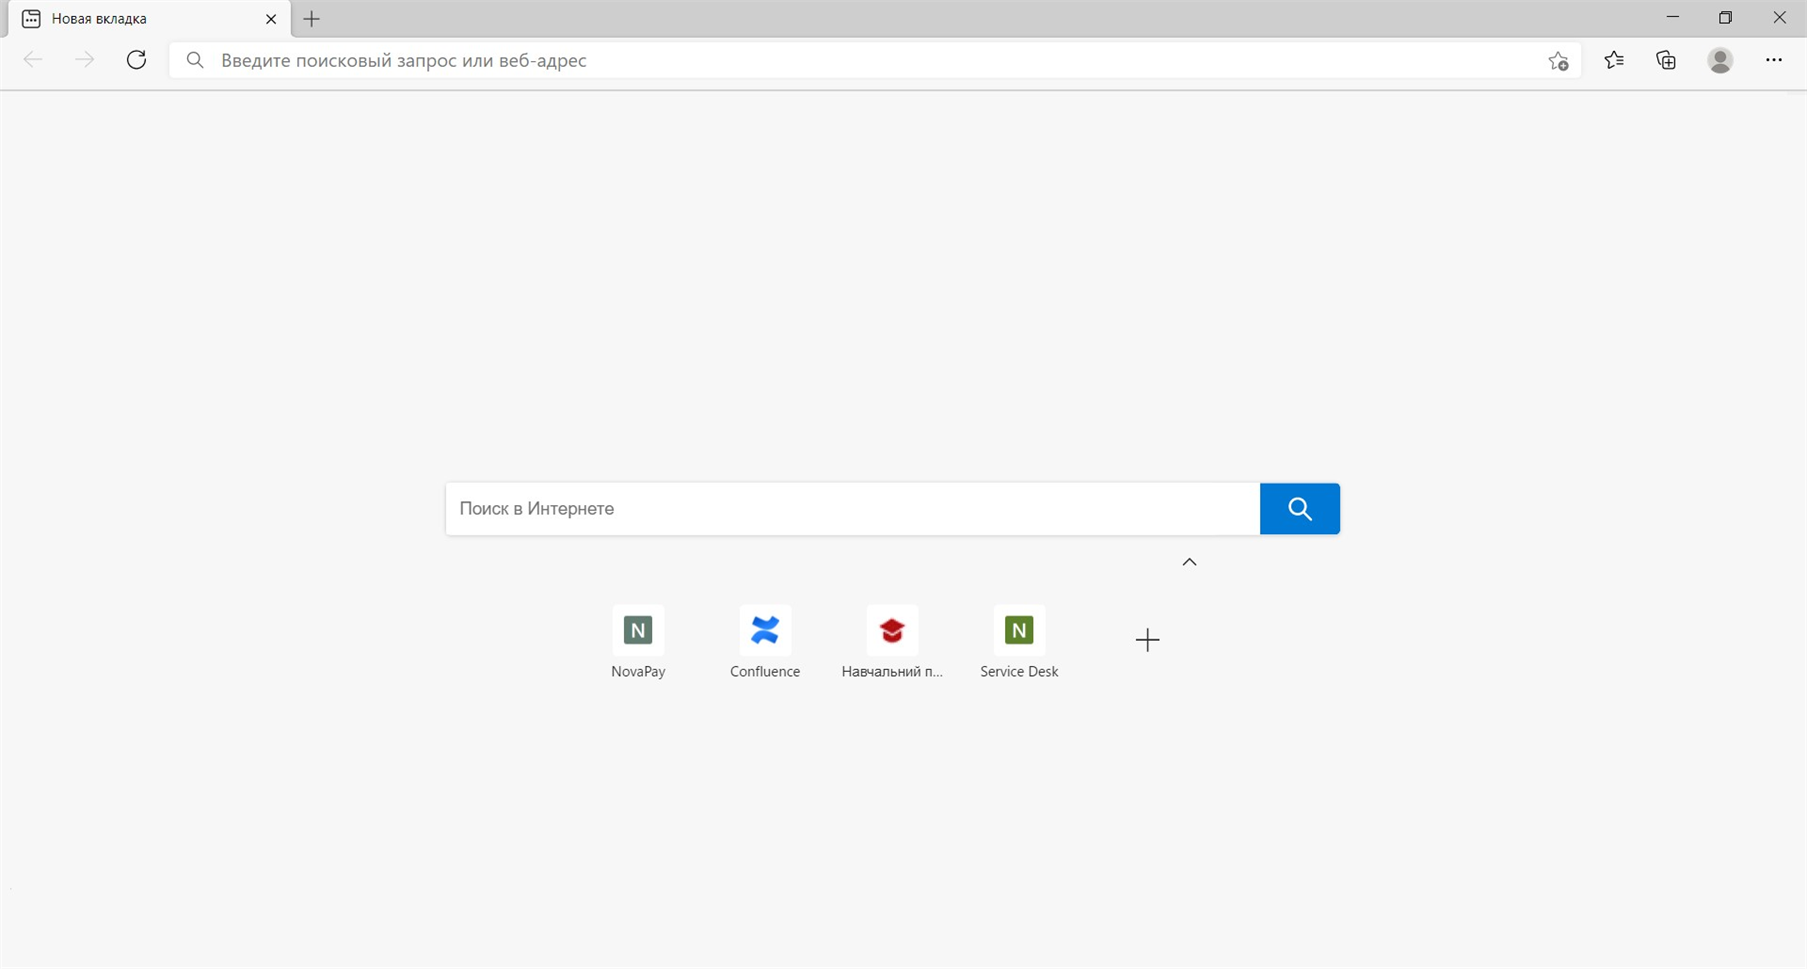 Новая вкладка
Введите поисковый запрос или веб-адрес
Поиск в Интернете
N
N
NovaPay
Confluence
Навчальний п...
Service Desk